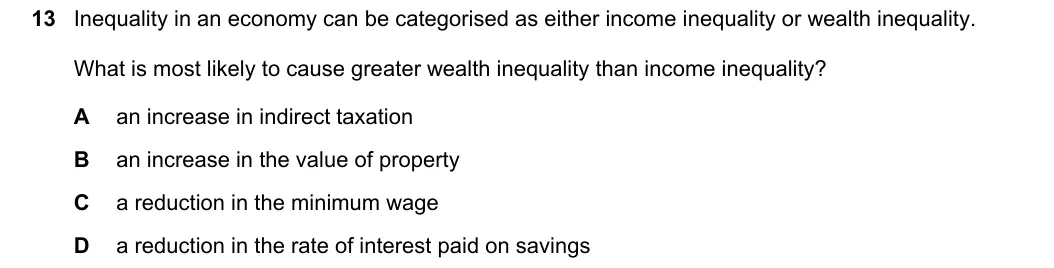 13 Inequality in an economy can be categorised as either income inequality or wealth inequality.
What is most likely to cause greater wealth inequality than income inequality?
A an increase in indirect taxation
B an increase in the value of property
C a reduction in the minimum wage
D a reduction in the rate of interest paid on savings